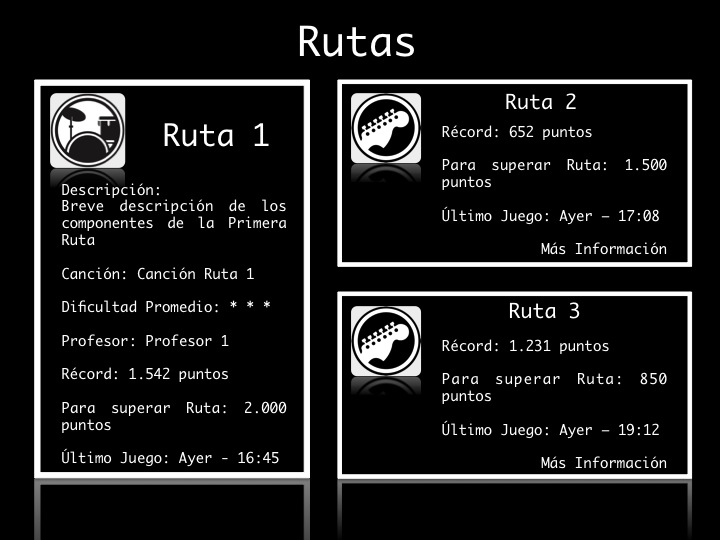 Rutas
Ruta 1
Descripción:
Breve descripción de los
componentes de la Primera
Ruta
Canción: Canción Ruta 1
Dificultad Promedio: * * *
Profesor: Profesor 1
Récord: 1.542 puntos
Para superar Ruta: 2.000
puntos
Último Juego: Ayer - 16:45
Ruta 2
Récord: 652 puntos
Para superar Ruta: 1.500
puntos
Último Juego: Ayer – 17:08
Más Información
Ruta 3
Récord: 1.231 puntos
Para superar Ruta: 850
puntos
Último Juego: Ayer – 19:12
Más Información